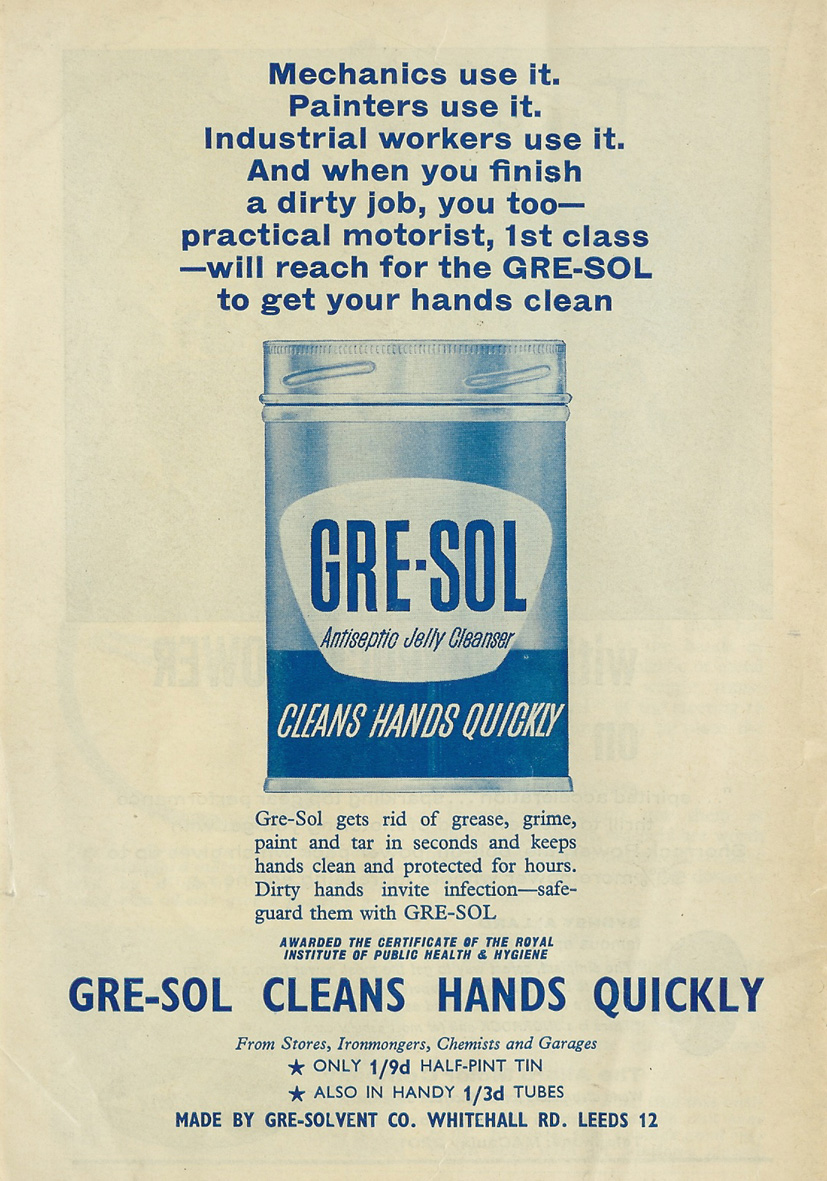 Mechanics use it.
Painters use it.
Industrial workers use it.
And when you finish
a dirty job, you too—
practical motorist, 1st class
—will reach for the GRE-SOL
to get your hands clean
GRE-SOL
Antiseptic Jelly Cleanser
CLEANS HANDS QUICKLY
Gre-Sol gets rid of grease, grime,
paint and tar in seconds and keeps
hands clean and protected for hours.
Dirty hands invite infection—safe-
guard them with GRE-SOL
AWARDED THE CERTIFICATE OF THE ROYAL
INSTITUTE OF PUBLIC HEALTH & HYGIENE
GRE-SOL CLEANS HANDS QUICKLY
From Stores, Ironmongers, Chemists and Garages
★ ONLY 1/9d HALF-PINT TIN
★ ALSO IN HANDY 1/3d TUBES
MADE BY GRE-SOLVENT CO. WHITEHALL RD. LEEDS 12